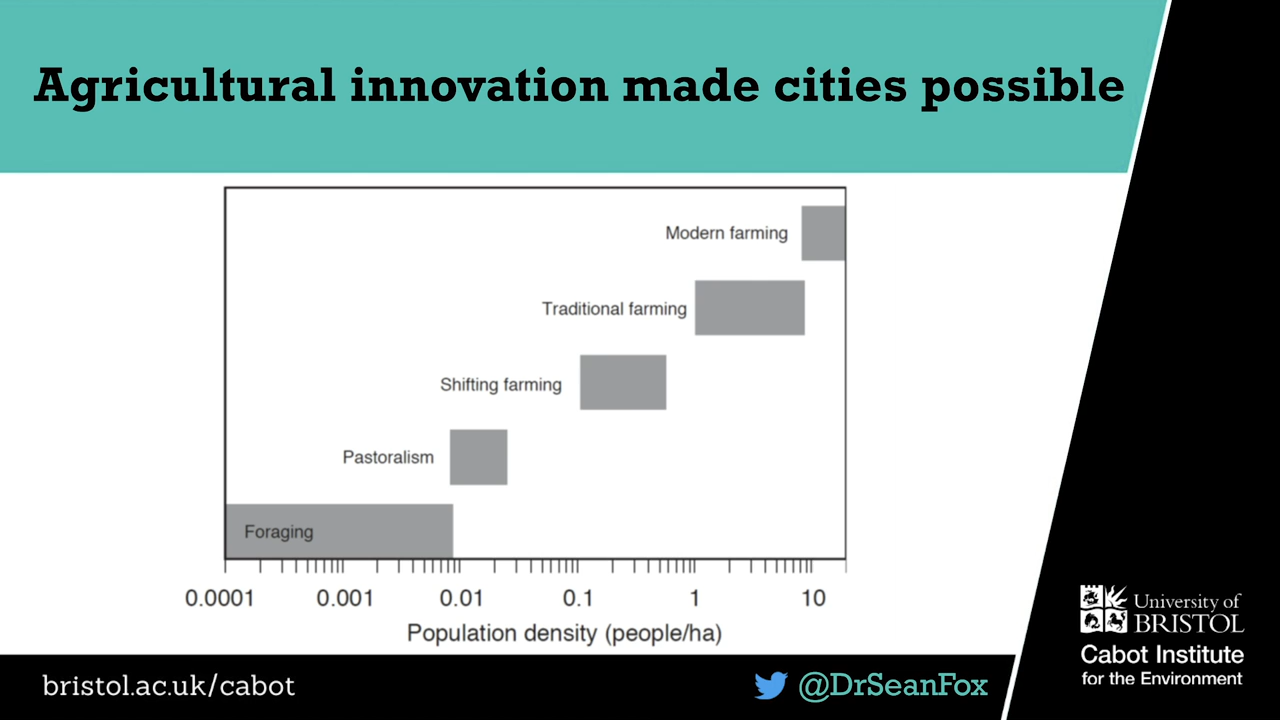 Agricultural innovation made cities possible
Modern farming
Traditional farming
Shifting farming
Pastoralism
Foraging
0.0001 0.001 0.01 0.1 1 10
Population density (people/ha)
University of
BRISTOL
Cabot Institute
for the Environment
bristol.ac.uk/cabot
@DrSeanFox